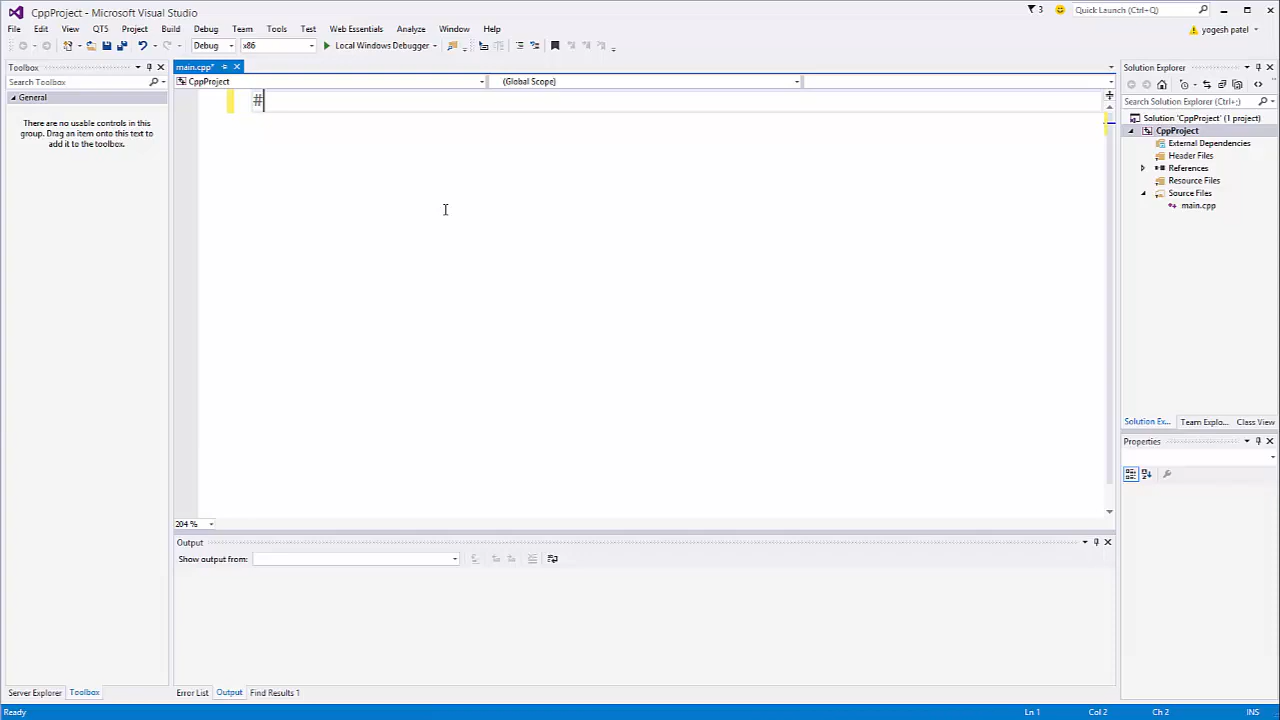 CppProject - Microsoft Visual Studio
3
Quick Launch (Ctrl+Q)
File Edit View QT5 Project Build Debug Team Tools Test Web Essentials Analyze Window Help
yogesh patel
Debug x86 Local Windows Debugger
Toolbox
Search Toolbox
General
There are no usable controls in this
group. Drag an item onto this text to
add it to the toolbox.
main.cpp*
CppProject (Global Scope)
#
204 %
Output
Show output from:
Solution Explorer
Search Solution Explorer (Ctrl+;)
Solution 'CppProject' (1 project)
CppProject
External Dependencies
Header Files
References
Resource Files
Source Files
main.cpp
Solution Ex... Team Explo... Class View
Properties
Server Explorer Toolbox
Error List Output Find Results 1
Ready Ln 1 Col 2 Ch 2 INS